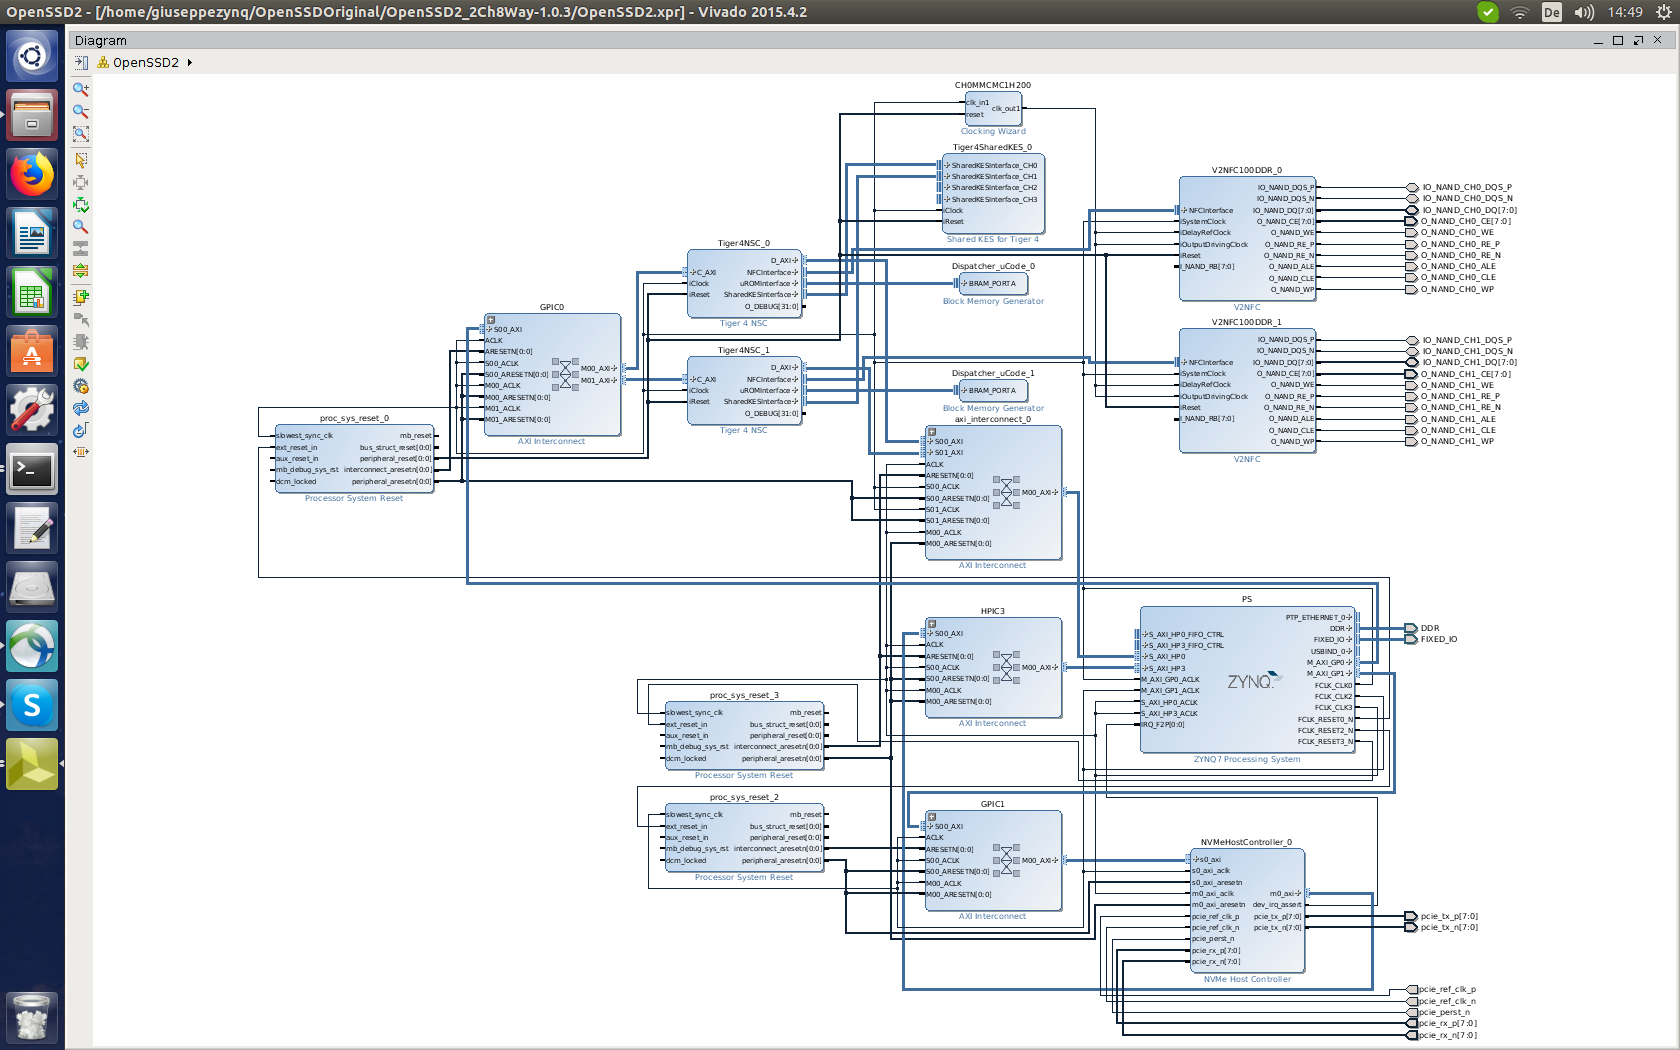 OpenSSD2 - [/home/giuseppezynq/OpenSSDOriginal/OpenSSD2_2Ch8Way-1.0.3/OpenSSD2.xpr] - Vivado 2015.4.2
De
14:49
Diagram
OpenSSD2
CH0MMCMC1H200
clk_in1
reset
clk_out1
Clocking Wizard
Tiger4SharedKES_0
SharedKESInterface_CH0
SharedKESInterface_CH1
SharedKESInterface_CH2
SharedKESInterface_CH3
iClock
iReset
Shared KES for Tiger 4
V2NFC100DDR_0
NFCInterface
iSystemClock
iDelayRefClock
iOutputDrivingClock
iReset
I_NAND_RB[7:0]
IO_NAND_DQS_P
IO_NAND_DQS_N
IO_NAND_DQ[7:0]
O_NAND_CE[7:0]
O_NAND_WE
O_NAND_RE_P
O_NAND_RE_N
O_NAND_ALE
O_NAND_CLE
O_NAND_WP
V2NFC
IO_NAND_CH0_DQS_P
IO_NAND_CH0_DQS_N
IO_NAND_CH0_DQ[7:0]
O_NAND_CH0_CE[7:0]
O_NAND_CH0_WE
O_NAND_CH0_RE_P
O_NAND_CH0_RE_N
O_NAND_CH0_ALE
O_NAND_CH0_CLE
O_NAND_CH0_WP
Tiger4NSC_0
C_AXI
iClock
iReset
D_AXI
NFCInterface
uROMInterface
SharedKESInterface
O_DEBUG[31:0]
Tiger 4 NSC
Dispatcher_uCode_0
BRAM_PORTA
Block Memory Generator
GPIC0
S00_AXI
ACLK
ARESETN[0:0]
S00_ACLK
S00_ARESETN[0:0]
M00_ACLK
M00_ARESETN[0:0]
M01_ACLK
M01_ARESETN[0:0]
M00_AXI
M01_AXI
AXI Interconnect
Tiger4NSC_1
C_AXI
iClock
iReset
D_AXI
NFCInterface
uROMInterface
SharedKESInterface
O_DEBUG[31:0]
Tiger 4 NSC
Dispatcher_uCode_1
BRAM_PORTA
Block Memory Generator
V2NFC100DDR_1
NFCInterface
iSystemClock
iDelayRefClock
iOutputDrivingClock
iReset
I_NAND_RB[7:0]
IO_NAND_DQS_P
IO_NAND_DQS_N
IO_NAND_DQ[7:0]
O_NAND_CE[7:0]
O_NAND_WE
O_NAND_RE_P
O_NAND_RE_N
O_NAND_ALE
O_NAND_CLE
O_NAND_WP
V2NFC
IO_NAND_CH1_DQS_P
IO_NAND_CH1_DQS_N
IO_NAND_CH1_DQ[7:0]
O_NAND_CH1_CE[7:0]
O_NAND_CH1_WE
O_NAND_CH1_RE_P
O_NAND_CH1_RE_N
O_NAND_CH1_ALE
O_NAND_CH1_CLE
O_NAND_CH1_WP
proc_sys_reset_0
slowest_sync_clk
ext_reset_in
aux_reset_in
mb_debug_sys_rst
dcm_locked
mb_reset
bus_struct_reset[0:0]
peripheral_reset[0:0]
interconnect_aresetn[0:0]
peripheral_aresetn[0:0]
Processor System Reset
axi_interconnect_0
S00_AXI
S01_AXI
ACLK
ARESETN[0:0]
S00_ACLK
S00_ARESETN[0:0]
S01_ACLK
S01_ARESETN[0:0]
M00_ACLK
M00_ARESETN[0:0]
M00_AXI
AXI Interconnect
HPIC3
S00_AXI
ACLK
ARESETN[0:0]
S00_ACLK
S00_ARESETN[0:0]
M00_ACLK
M00_ARESETN[0:0]
M00_AXI
AXI Interconnect
PS
S_AXI_HP0_FIFO_CTRL
S_AXI_HP3_FIFO_CTRL
S_AXI_HP0
S_AXI_HP3
M_AXI_GP0_ACLK
M_AXI_GP1_ACLK
S_AXI_HP0_ACLK
S_AXI_HP3_ACLK
IRQ_F2P[0:0]
ZYNQ
PTP_ETHERNET_0
DDR
FIXED_IO
USBIND_0
M_AXI_GP0
M_AXI_GP1
FCLK_CLK0
FCLK_CLK2
FCLK_CLK3
FCLK_RESET0_N
FCLK_RESET2_N
FCLK_RESET3_N
ZYNQ7 Processing System
DDR
FIXED_IO
proc_sys_reset_3
slowest_sync_clk
ext_reset_in
aux_reset_in
mb_debug_sys_rst
dcm_locked
mb_reset
bus_struct_reset[0:0]
peripheral_reset[0:0]
interconnect_aresetn[0:0]
peripheral_aresetn[0:0]
Processor System Reset
proc_sys_reset_2
slowest_sync_clk
ext_reset_in
aux_reset_in
mb_debug_sys_rst
dcm_locked
mb_reset
bus_struct_reset[0:0]
peripheral_reset[0:0]
interconnect_aresetn[0:0]
peripheral_aresetn[0:0]
Processor System Reset
GPIC1
S00_AXI
ACLK
ARESETN[0:0]
S00_ACLK
S00_ARESETN[0:0]
M00_ACLK
M00_ARESETN[0:0]
M00_AXI
AXI Interconnect
NVMeHostController_0
s0_axi
s0_axi_aclk
s0_axi_aresetn
m0_axi_aclk
m0_axi_aresetn
pcie_ref_clk_p
pcie_ref_clk_n
pcie_perst_n
pcie_rx_p[7:0]
pcie_rx_n[7:0]
m0_axi
dev_irq_assert
pcie_tx_p[7:0]
pcie_tx_n[7:0]
NVMe Host Controller
pcie_tx_p[7:0]
pcie_tx_n[7:0]
pcie_ref_clk_p
pcie_ref_clk_n
pcie_perst_n
pcie_rx_p[7:0]
pcie_rx_n[7:0]